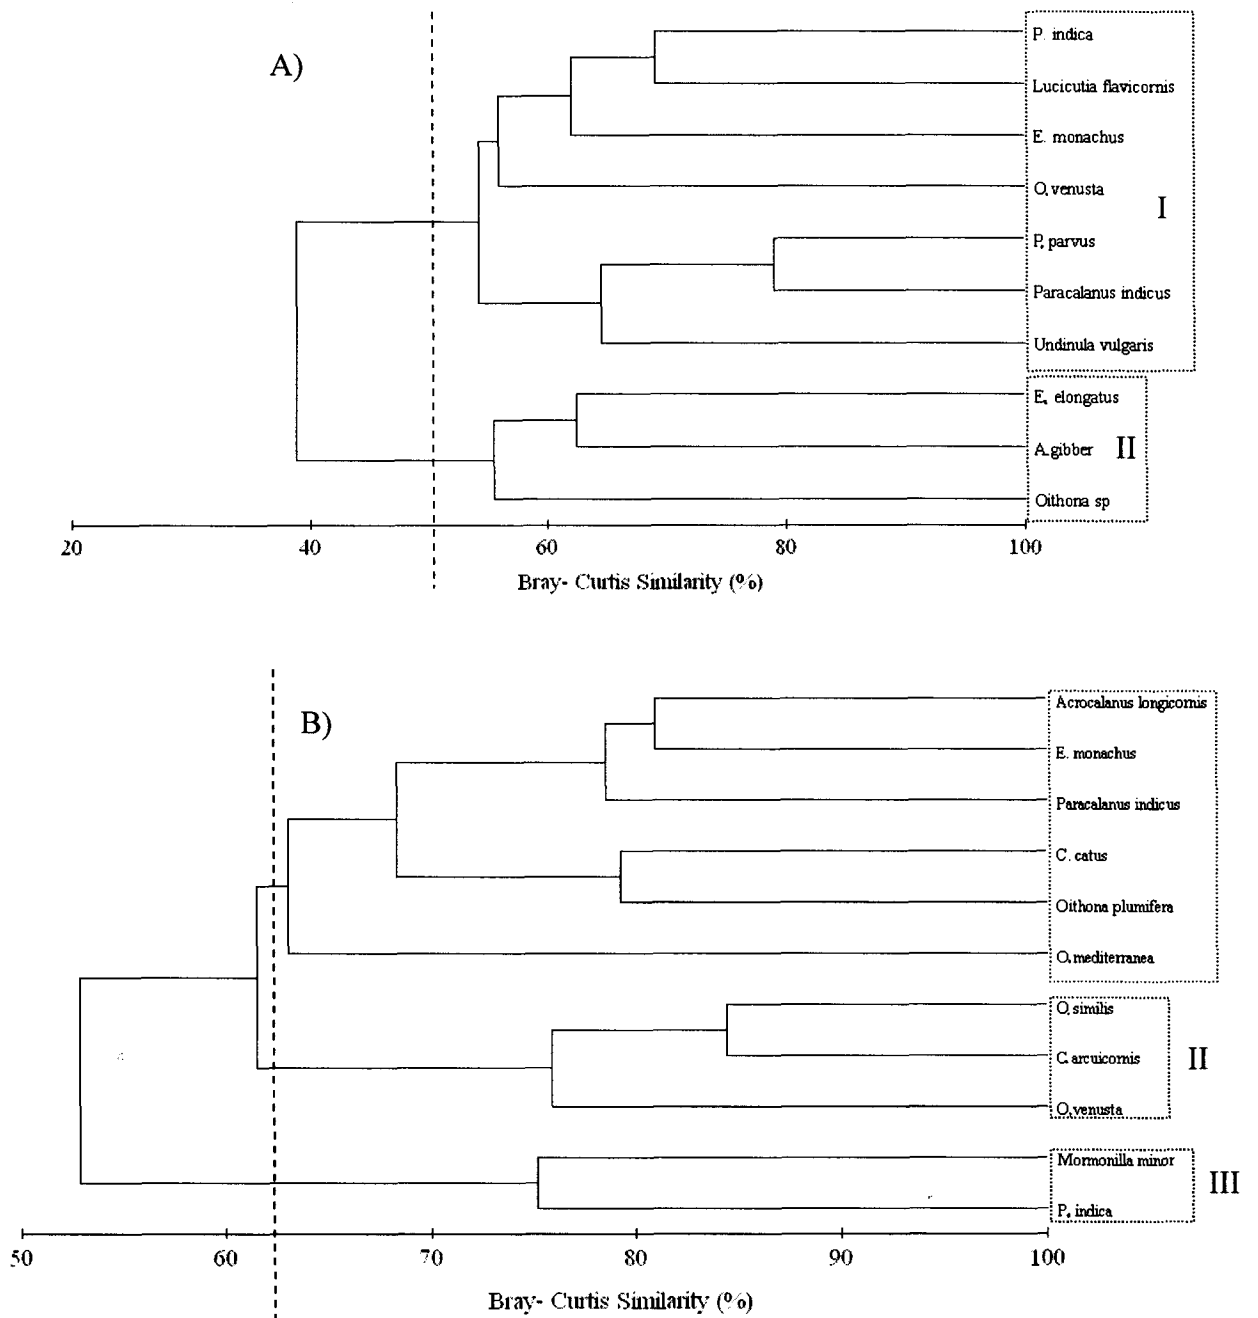 A)
P. indica
Lucicutia flavicornis
E. monachus
O. venusta
I
P. parvus
Paracalanus indicus
Undinula vulgaris
E. elongatus
A.gibber
II
Oithona sp
20 40 60 80 100
Bray- Curtis Similarity (%)
B)
Acrocalanus longicornis
E. monachus
Paracalanus indicus
C. catus
Oithona plumifera
O. mediterranea
O. similis
C. arcuicornis
II
O. venusta
Mormonilla minor
III
P. indica
50 60 70 80 90 100
Bray- Curtis Similarity (%)